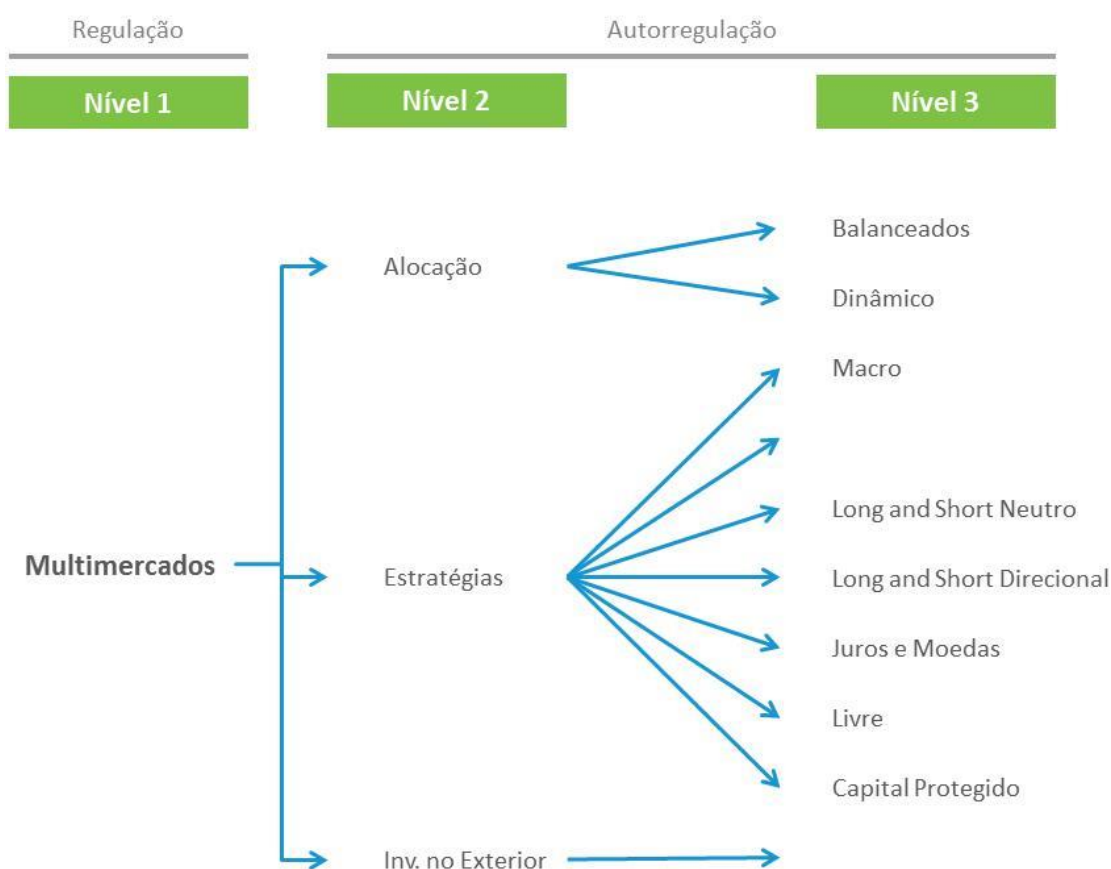 Regulação
Autorregulação
Nível 1
Nível 2
Nível 3
Balanceados
Alocação
Dinâmico
Macro
Long and Short Neutro
Multimercados
Estratégias
Long and Short Direcional
Juros e Moedas
Livre
Capital Protegido
Inv. no Exterior